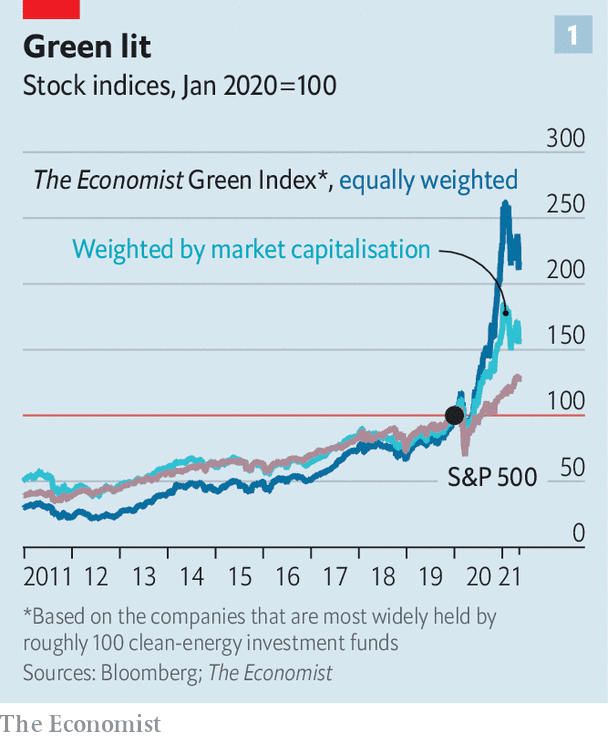 Green lit
1
Stock indices, Jan 2020=100
300
The Economist Green Index*, equally weighted
250
Weighted by market capitalisation
200
150
100
S&P 500
50
0
2011 12 13 14 15 16 17 18 19 20 21
*Based on the companies that are most widely held by
roughly 100 clean-energy investment funds
Sources: Bloomberg; The Economist
The Economist